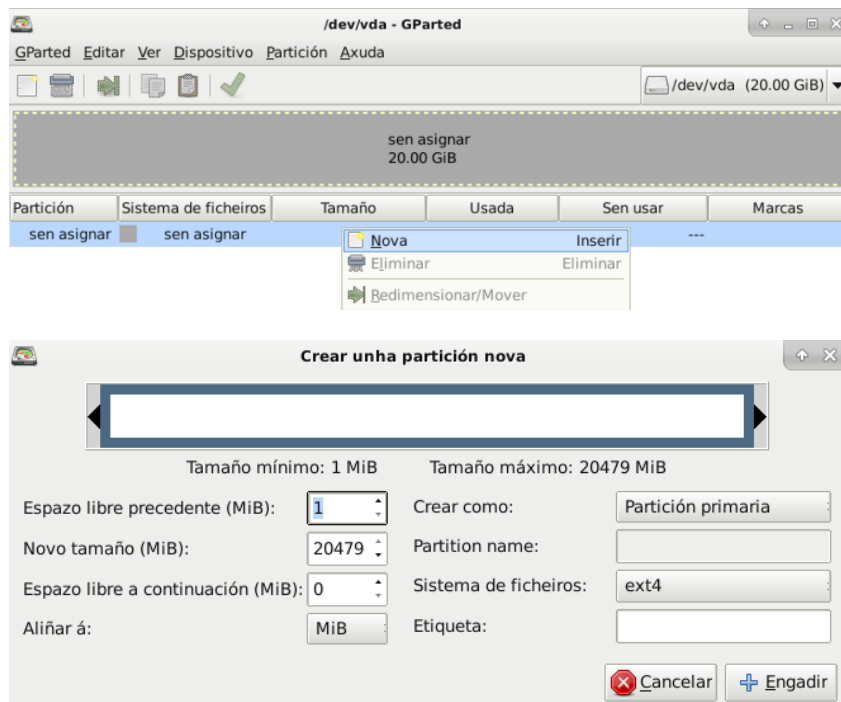 /dev/vda - GParted
GParted Editar Ver Dispositivo Partición Axuda
/dev/vda (20.00 GiB)
sen asignar
20.00 GiB
Partición Sistema de ficheiros Tamaño Usada Sen usar Marcas
sen asignar sen asignar ---
Nova Inserir
Eliminar Eliminar
Redimensionar/Mover
Crear unha partición nova
Tamaño mínimo: 1 MiB Tamaño máximo: 20479 MiB
Espazo libre precedente (MiB): 1 Crear como: Partición primaria
Novo tamaño (MiB): 20479 Partition name:
Espazo libre a continuación (MiB): 0 Sistema de ficheiros: ext4
Aliñar á: MiB Etiqueta:
Cancelar Engadir